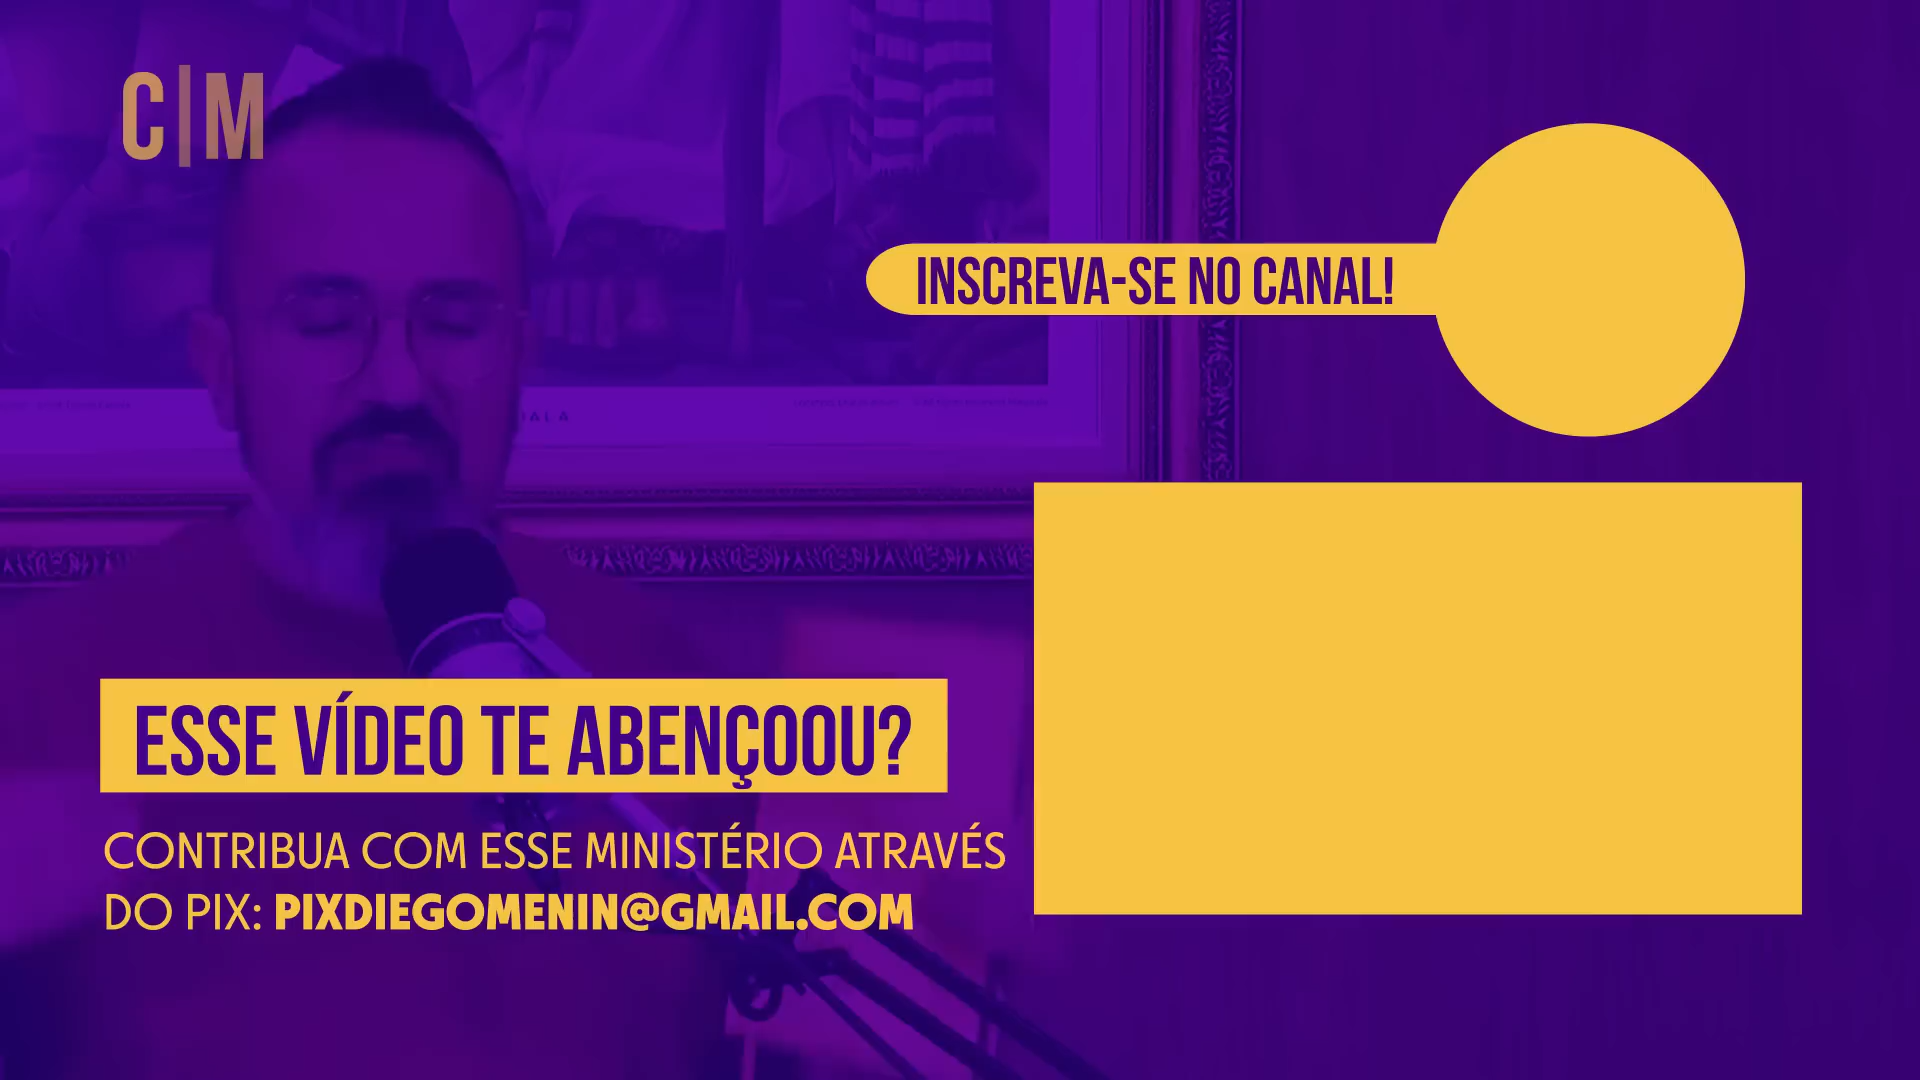 C|M
INSCREVA-SE NO CANAL!
ESSE VÍDEO TE ABENÇOOU?
CONTRIBUA COM ESSE MINISTÉRIO ATRAVÉS
DO PIX: PIXDIEGOMENIN@GMAIL.COM